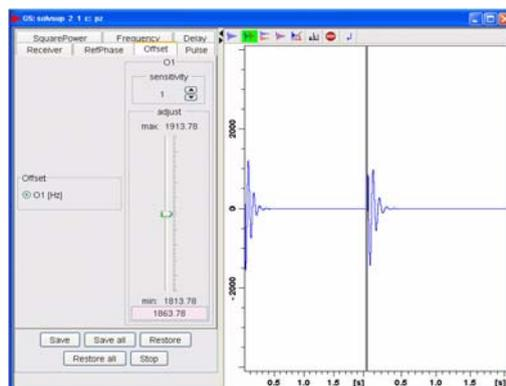 GS: solvsup 2 1 c: pz
SquarePower Frequency Delay
Receiver RefPhase Offset Pulse
O1
sensitivity
1
adjust
max: 1913.78
Offset
O1 [Hz]
min: 1813.78
1863.78
Save Save all Restore
Restore all Stop
2000
0
-2000
0.5 1.0 [s] 0.5 1.0 1.5 [s]